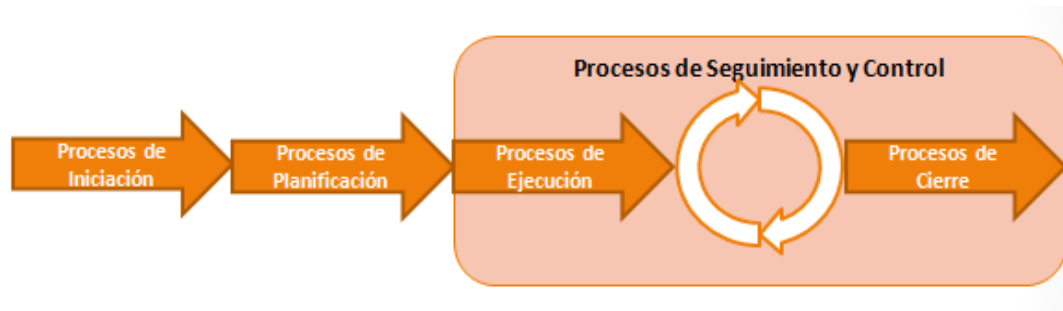 Procesos de Seguimiento y Control
Procesos de
Iniciación
Procesos de
Planificación
Procesos de
Ejecución
Procesos de
Cierre